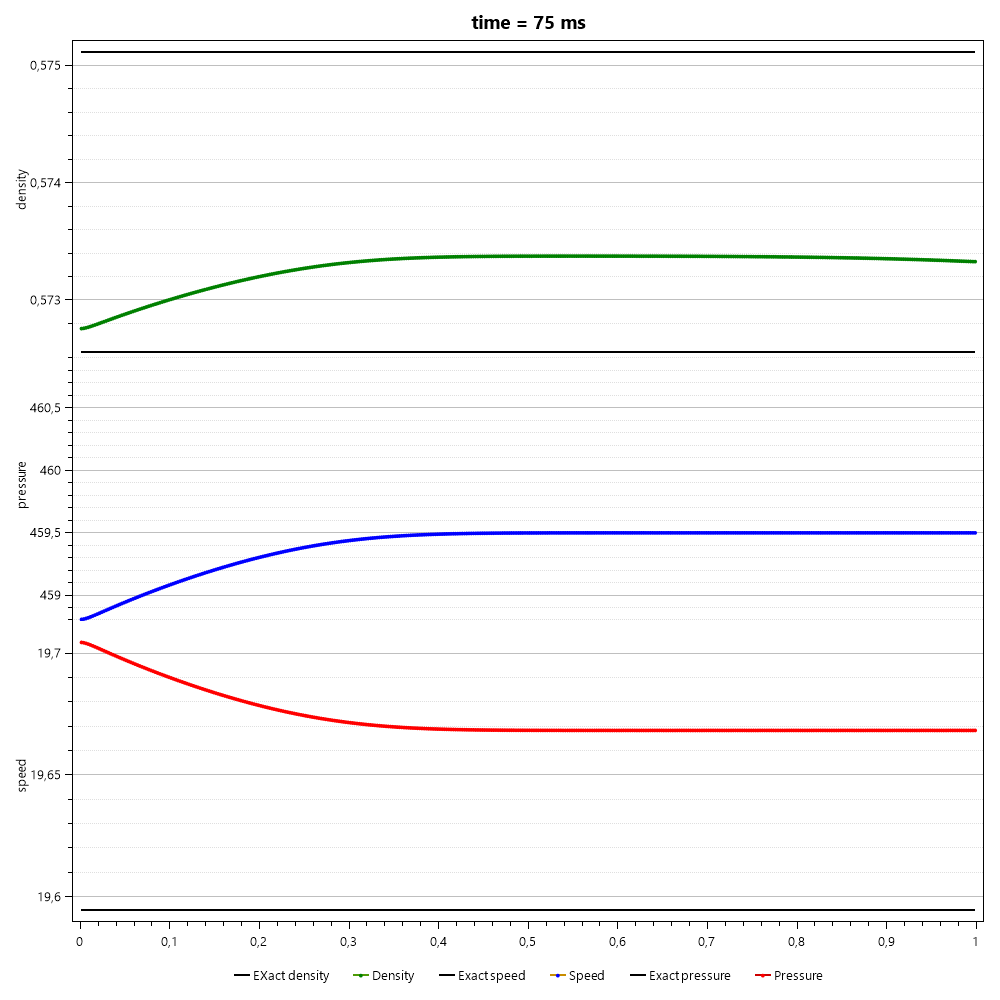 time = 75 ms
0,575
0,574
density
0,573
460,5
pressure
460
459,5
459
19,7
speed
19,65
19,6
0 0,1 0,2 0,3 0,4 0,5 0,6 0,7 0,8 0,9 1
EXact density Density Exact speed Speed Exact pressure Pressure